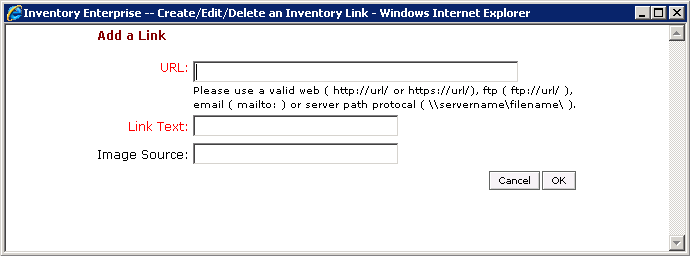 Inventory Enterprise -- Create/Edit/Delete an Inventory Link - Windows Internet Explorer
Add a Link
URL:
Please use a valid web ( http://url/ or https://url/), ftp ( ftp://url/ ),
email ( mailto: ) or server path protocal ( \\servername\filename\ ).
Link Text:
Image Source:
Cancel OK